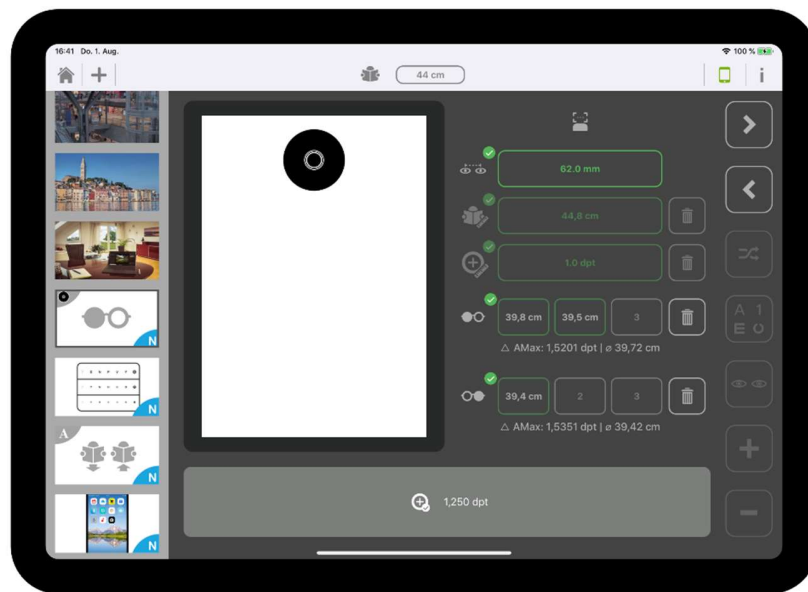 16:41 Do. 1. Aug.
100 %
44 cm
i
62.0 mm
44,8 cm
1.0 dpt
39,8 cm 39,5 cm 3
A 1
E
△ AMax: 1,5201 dpt | ⌀ 39,72 cm
39,4 cm 2 3
△ AMax: 1,5351 dpt | ⌀ 39,42 cm
N
N
A
N
N
1,250 dpt